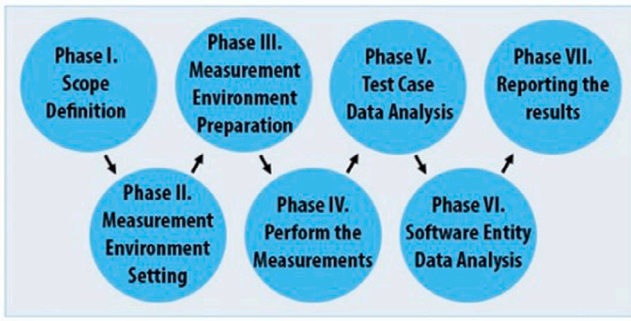 Phase I.
Scope
Definition
Phase II.
Measurement
Environment
Setting
Phase III.
Measurement
Environment
Preparation
Phase IV.
Perform the
Measurements
Phase V.
Test Case
Data Analysis
Phase VI.
Software Entity
Data Analysis
Phase VII.
Reporting the
results